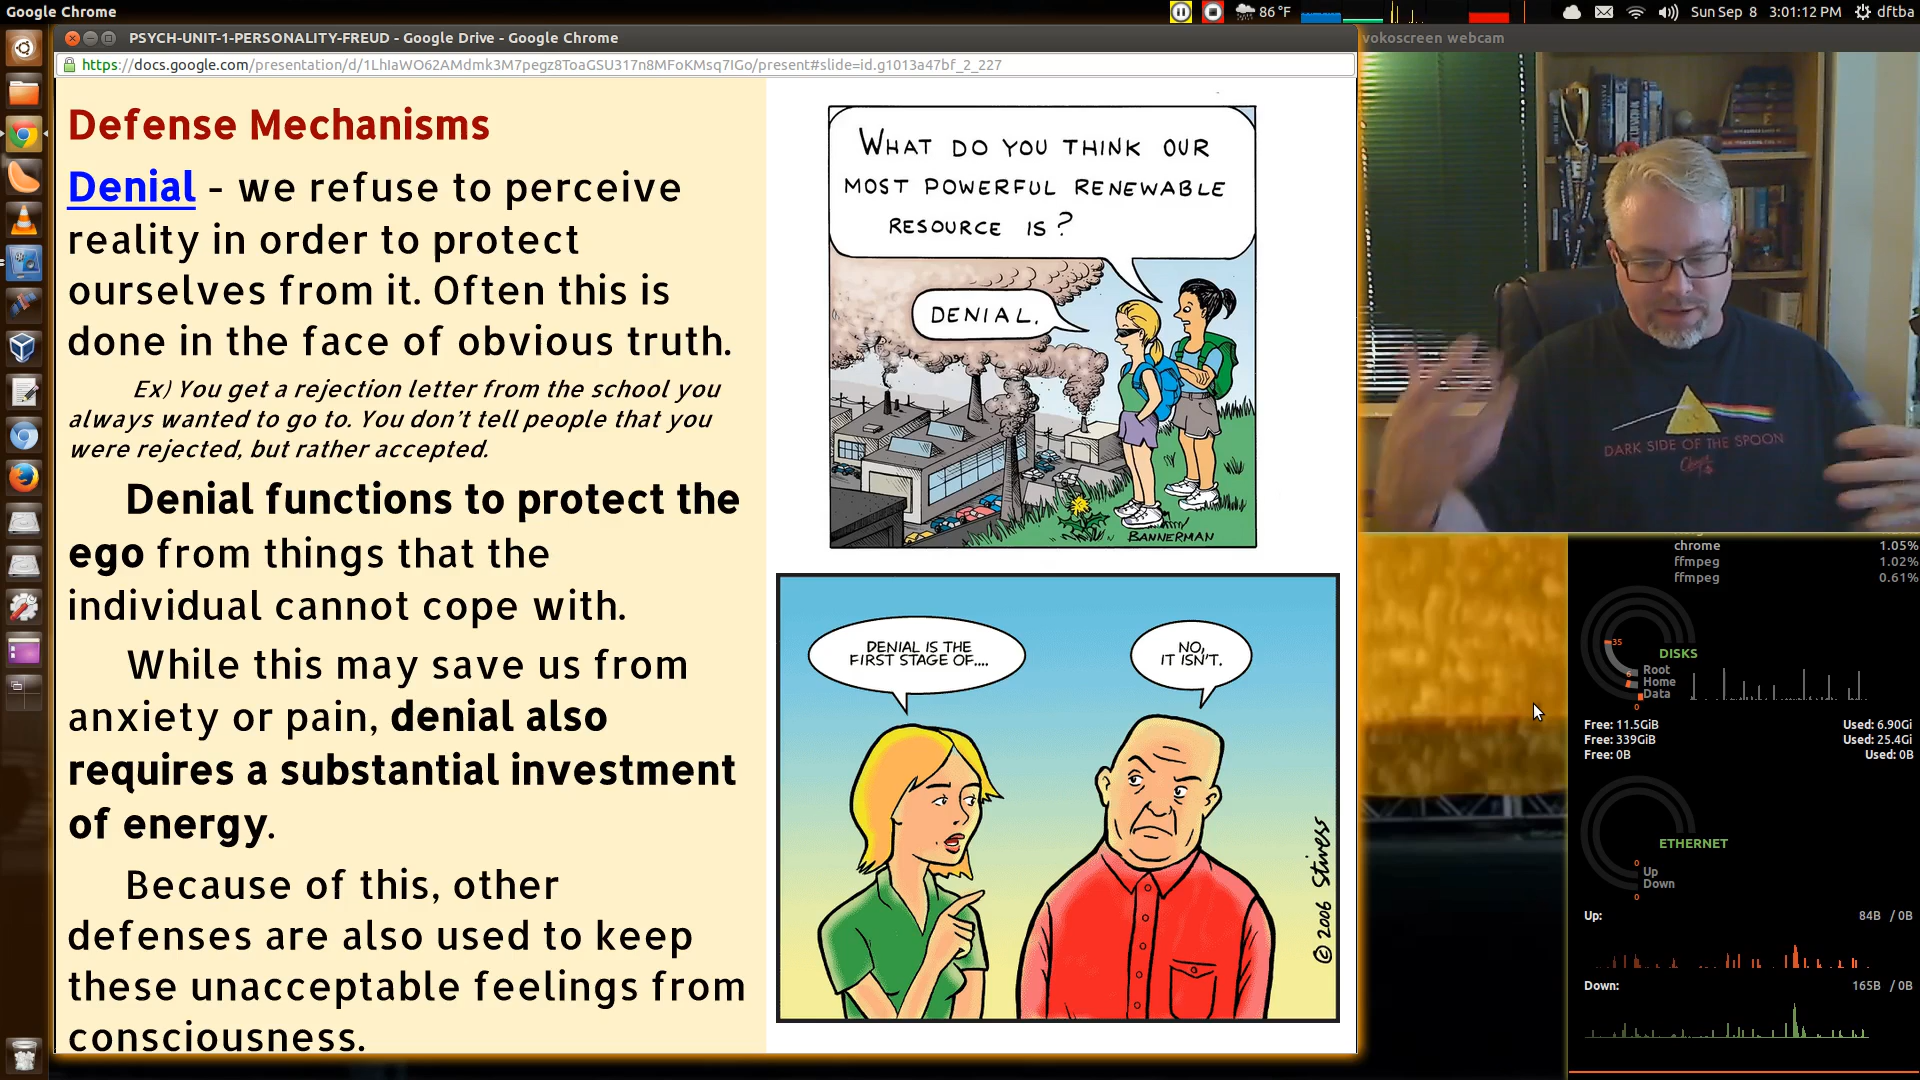 Google Chrome
86 °F
Sun Sep 8 3:01:12 PM
dftba
PSYCH-UNIT-1-PERSONALITY-FREUD - Google Drive - Google Chrome
vokoscreen webcam
https://docs.google.com/presentation/d/1LhIaWO62AMdmk3M7pegz8ToaGSU317n8MFoKMsq7IGo/present#slide=id.g1013a47bf_2_227
Defense Mechanisms
Denial - we refuse to perceive
reality in order to protect
ourselves from it. Often this is
done in the face of obvious truth.
Ex) You get a rejection letter from the school you
always wanted to go to. You don't tell people that you
were rejected, but rather accepted.
Denial functions to protect the
ego from things that the
individual cannot cope with.
While this may save us from
anxiety or pain, denial also
requires a substantial investment
of energy.
Because of this, other
defenses are also used to keep
these unacceptable feelings from
consciousness.
WHAT DO YOU THINK OUR
MOST POWERFUL RENEWABLE
RESOURCE IS?
DENIAL.
BANNERMAN
DENIAL IS THE
FIRST STAGE OF....
NO,
IT ISN'T.
© 2006 Stivers
DARK SIDE OF THE SPOON
chrome 1.05%
ffmpeg 1.02%
ffmpeg 0.61%
35
6
0
DISKS
Root
Home
Data
Free: 11.5GiB Used: 6.90Gi
Free: 339GiB Used: 25.4Gi
Free: 0B Used: 0B
ETHERNET
0
Up
Down
0
Up: 84B / 0B
Down: 165B / 0B